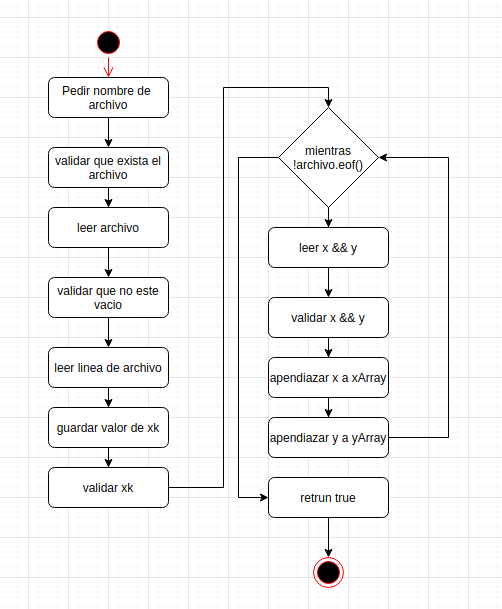 Pedir nombre de
archivo
validar que exista el
archivo
leer archivo
validar que no este
vacio
leer linea de archivo
guardar valor de xk
validar xk
mientras
!archivo.eof()
leer x && y
validar x && y
apendiazar x a xArray
apendiazar y a yArray
retrun true